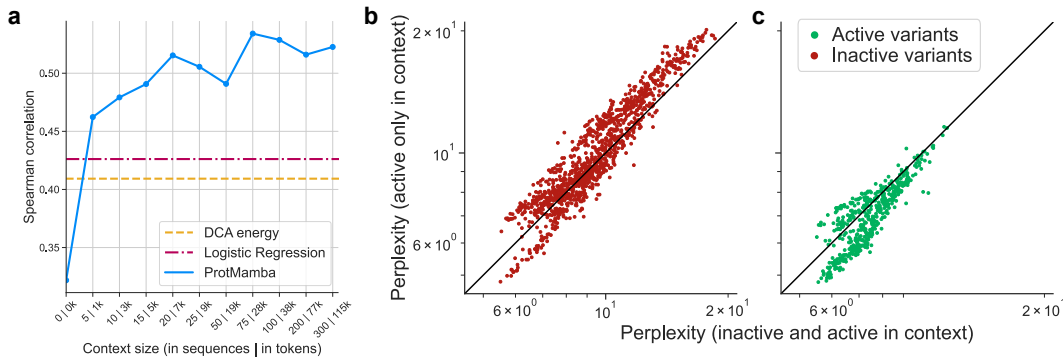 a
Spearman correlation
0.50
0.45
0.40
0.35
DCA energy
Logistic Regression
ProtMamba
0 | 0k
5 | 1k
10 | 3k
15 | 5k
20 | 7k
25 | 9k
50 | 19k
75 | 28k
100 | 38k
200 | 77k
300 | 115k
Context size (in sequences | in tokens)
b
Perplexity (active only in context)
2 × 10¹
10¹
6 × 10⁰
6 × 10⁰
10¹
2 × 10¹
c
Active variants
Inactive variants
6 × 10⁰
2 × 10¹
Perplexity (inactive and active in context)